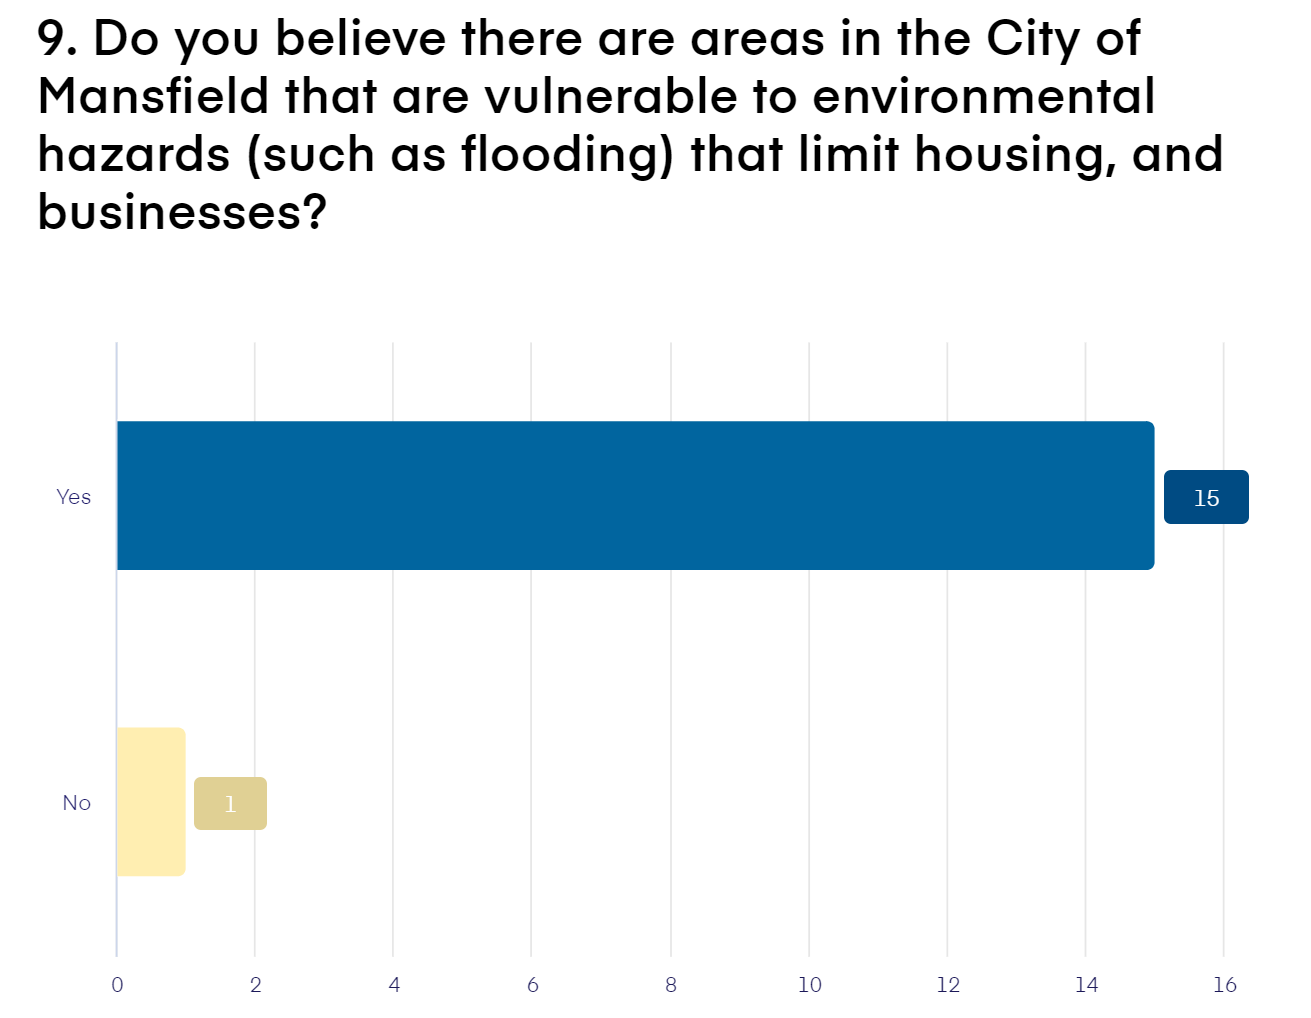 9. Do you believe there are areas in the City of
Mansfield that are vulnerable to environmental
hazards (such as flooding) that limit housing, and
businesses?
Yes
15
No
1
0 2 4 6 8 10 12 14 16